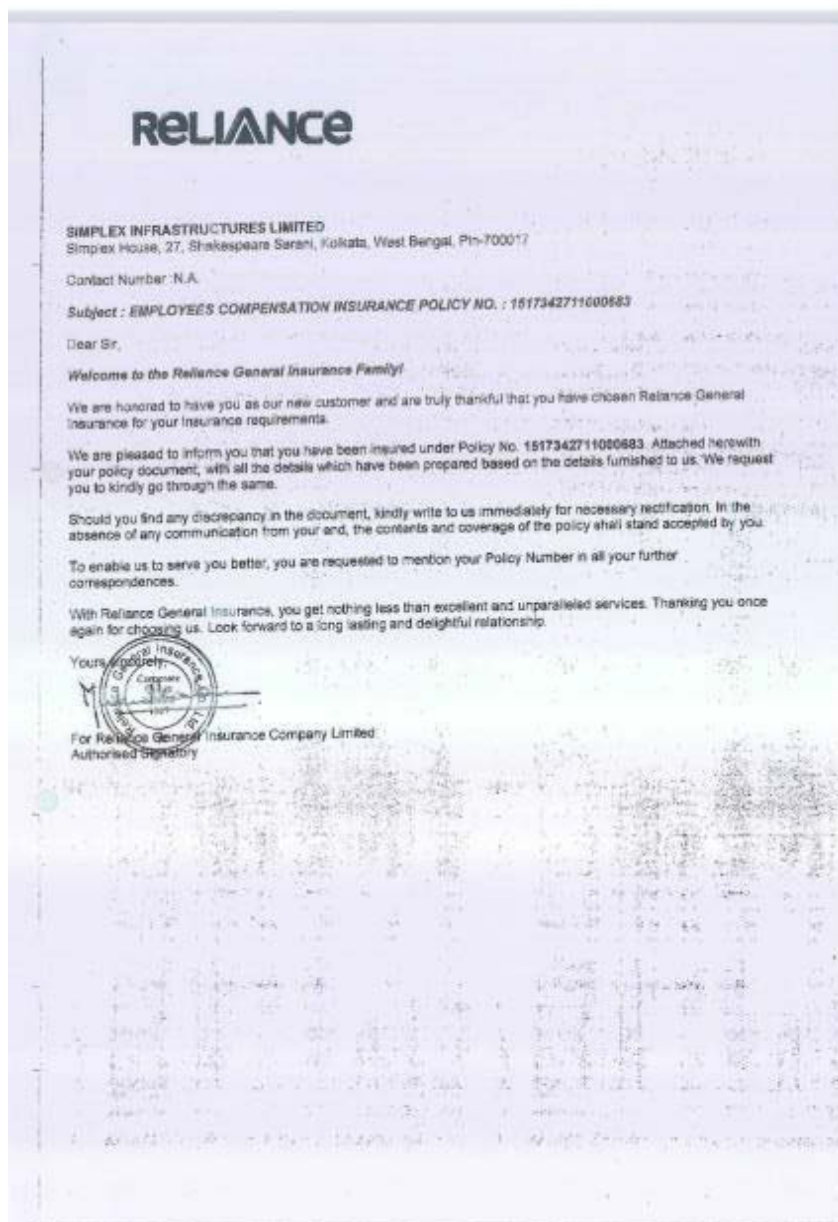 RELIANCE
SIMPLEX INFRASTRUCTURES LIMITED
Simplex House, 27, Shakespeare Sarani, Kolkata, West Bengal, Pin-700017
Contact Number :N.A.
Subject : EMPLOYEES COMPENSATION INSURANCE POLICY NO. : 1517342711000683
Dear Sir,
Welcome to the Reliance General Insurance Family!
We are honored to have you as our new customer and are truly thankful that you have chosen Reliance General
Insurance for your insurance requirements.
We are pleased to inform you that you have been insured under Policy No. 1517342711000683. Attached herewith
your policy document, with all the details which have been prepared based on the details furnished to us. We request
you to kindly go through the same.
Should you find any discrepancy in the document, kindly write to us immediately for necessary rectification. In the
absence of any communication from your end, the contents and coverage of the policy shall stand accepted by you.
To enable us to serve you better, you are requested to mention your Policy Number in all your further
correspondences.
With Reliance General Insurance, you get nothing less than excellent and unparalleled services. Thanking you once
again for choosing us. Look forward to a long lasting and delightful relationship.
Yours sincerely,
For Reliance General Insurance Company Limited
Authorised Signatory